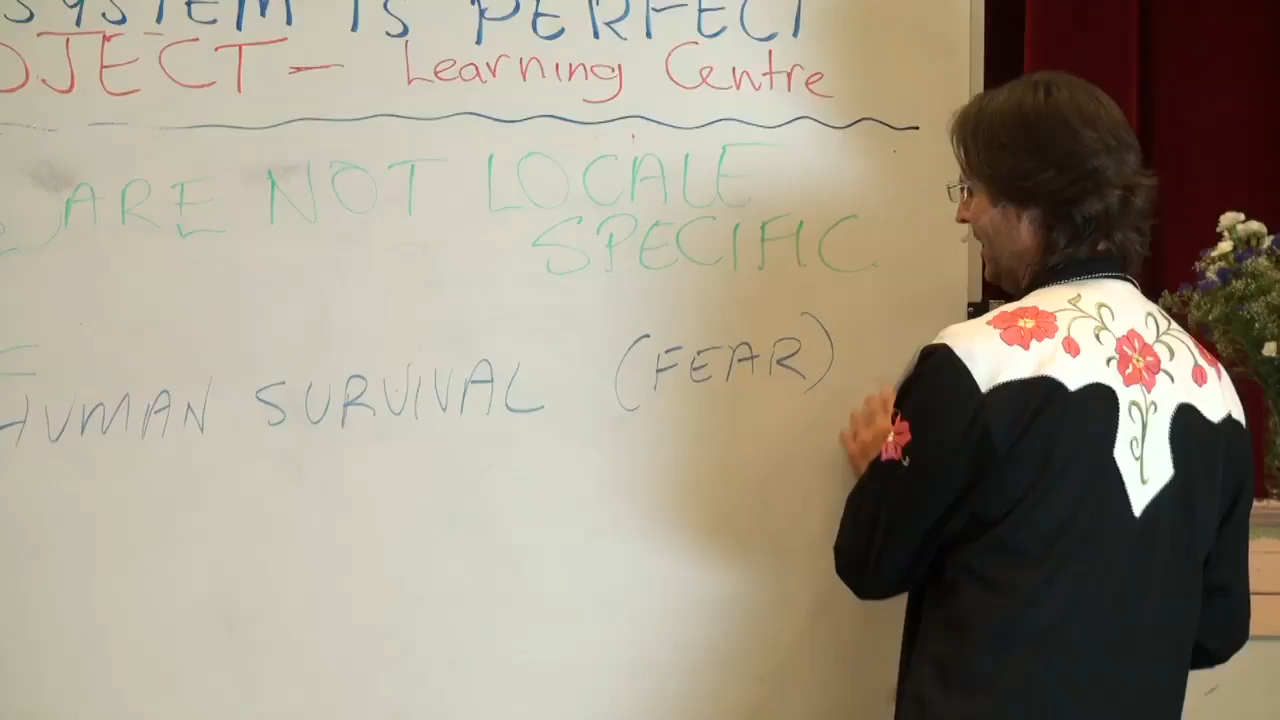 SYSTEM IS PERFECT
OJECT - Learning Centre
ARE NOT LOCALE
SPECIFIC
HUMAN SURVIVAL (FEAR)